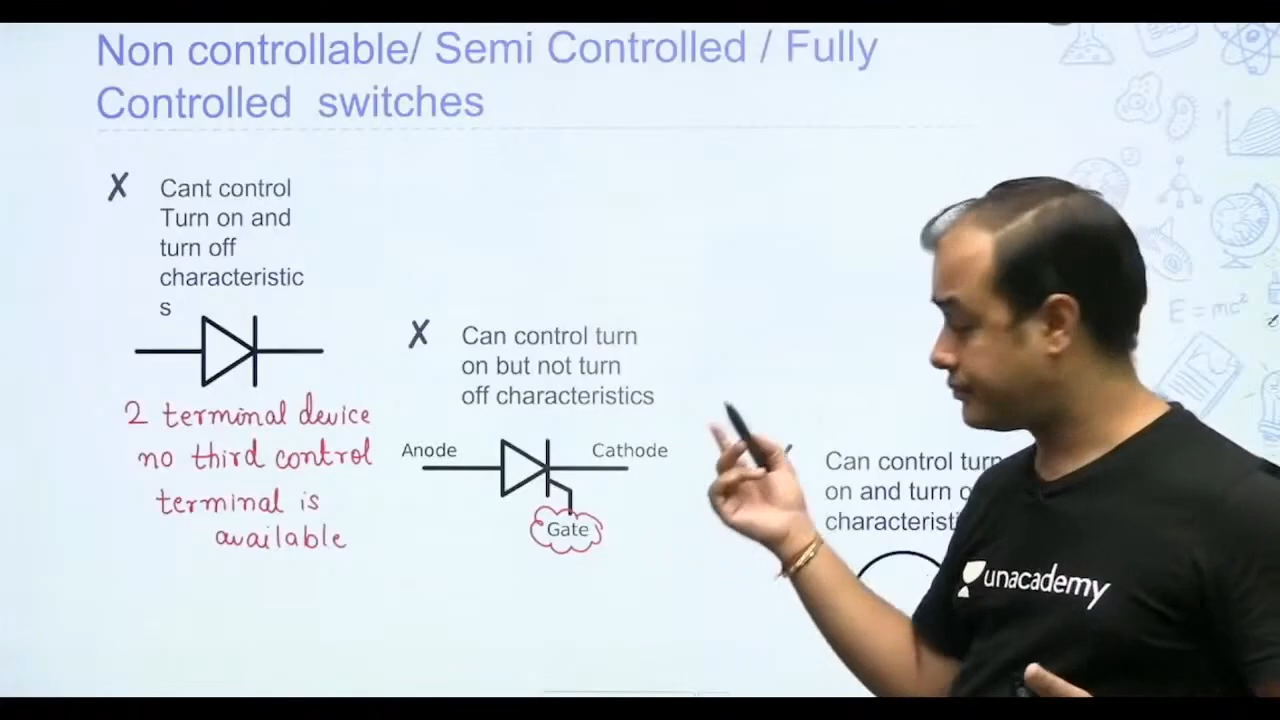 Non controllable/ Semi Controlled / Fully
Controlled switches
✗ Cant control
Turn on and
turn off
characteristic
s
2 terminal device
no third control
terminal is
available
✗ Can control turn
on but not turn
off characteristics
Anode
Cathode
Gate
Can control turn
on and turn
characteristi
unacademy
E = mc²